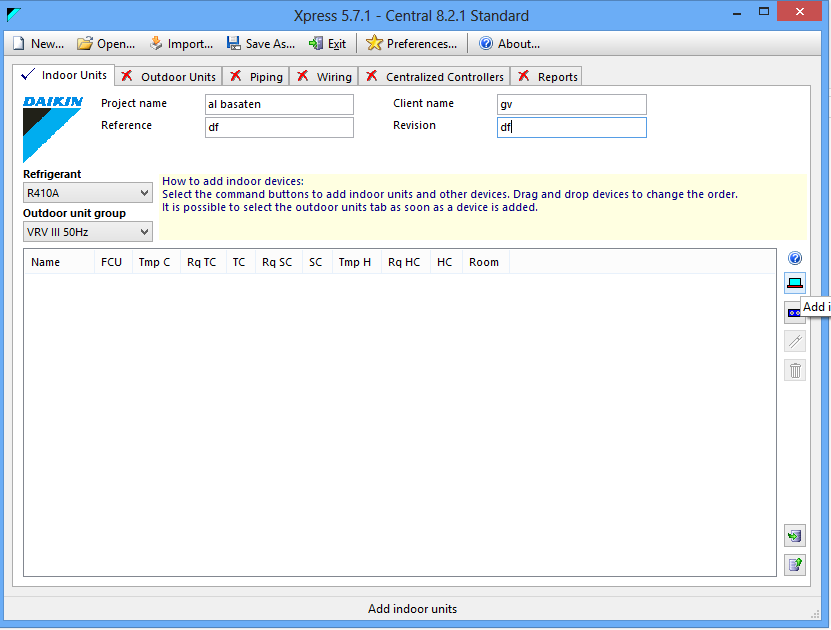 Xpress 5.7.1 - Central 8.2.1 Standard
New... Open... Import... Save As... Exit Preferences... About...
Indoor Units Outdoor Units Piping Wiring Centralized Controllers Reports
DAIKIN
Project name al basaten Client name gv
Reference df Revision df
Refrigerant
R410A
Outdoor unit group
VRV III 50Hz
How to add indoor devices:
Select the command buttons to add indoor units and other devices. Drag and drop devices to change the order.
It is possible to select the outdoor units tab as soon as a device is added.
Name FCU Tmp C Rq TC TC Rq SC SC Tmp H Rq HC HC Room
Add i
Add indoor units